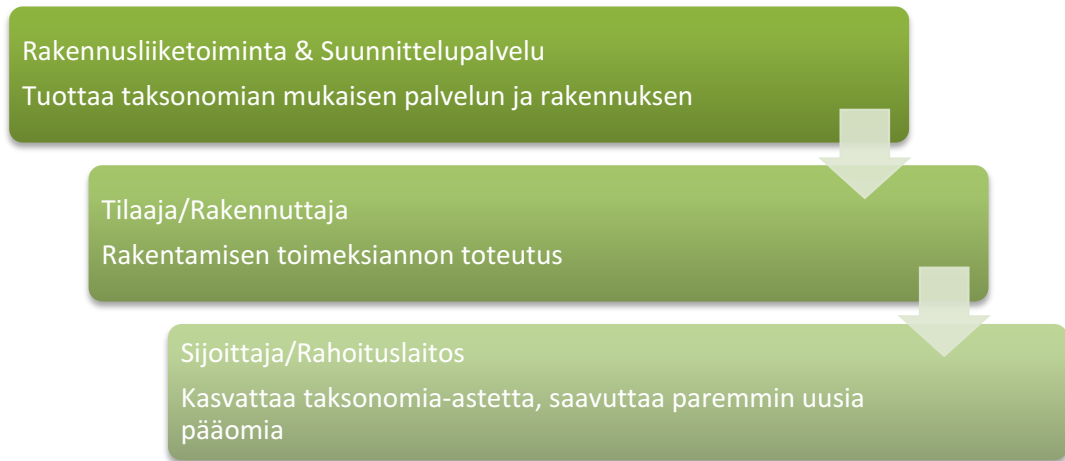 Rakennusliiketoiminta & Suunnittelupalvelu
Tuottaa taksonomian mukaisen palvelun ja rakennuksen
Tilaaja/Rakennuttaja
Rakentamisen toimeksiannon toteutus
Sijoittaja/Rahoituslaitos
Kasvattaa taksonomia-astetta, saavuttaa paremmin uusia
pääomia